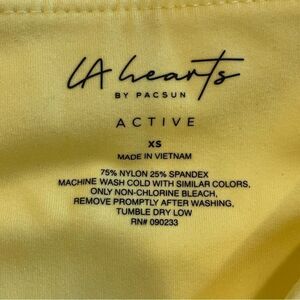 LA hearts
BY PACSUN
ACTIVE
XS
MADE IN VIETNAM
75% NYLON 25% SPANDEX
MACHINE WASH COLD WITH SIMILAR COLORS,
ONLY NON-CHLORINE BLEACH,
REMOVE PROMPTLY AFTER WASHING,
TUMBLE DRY LOW
RN# 090233